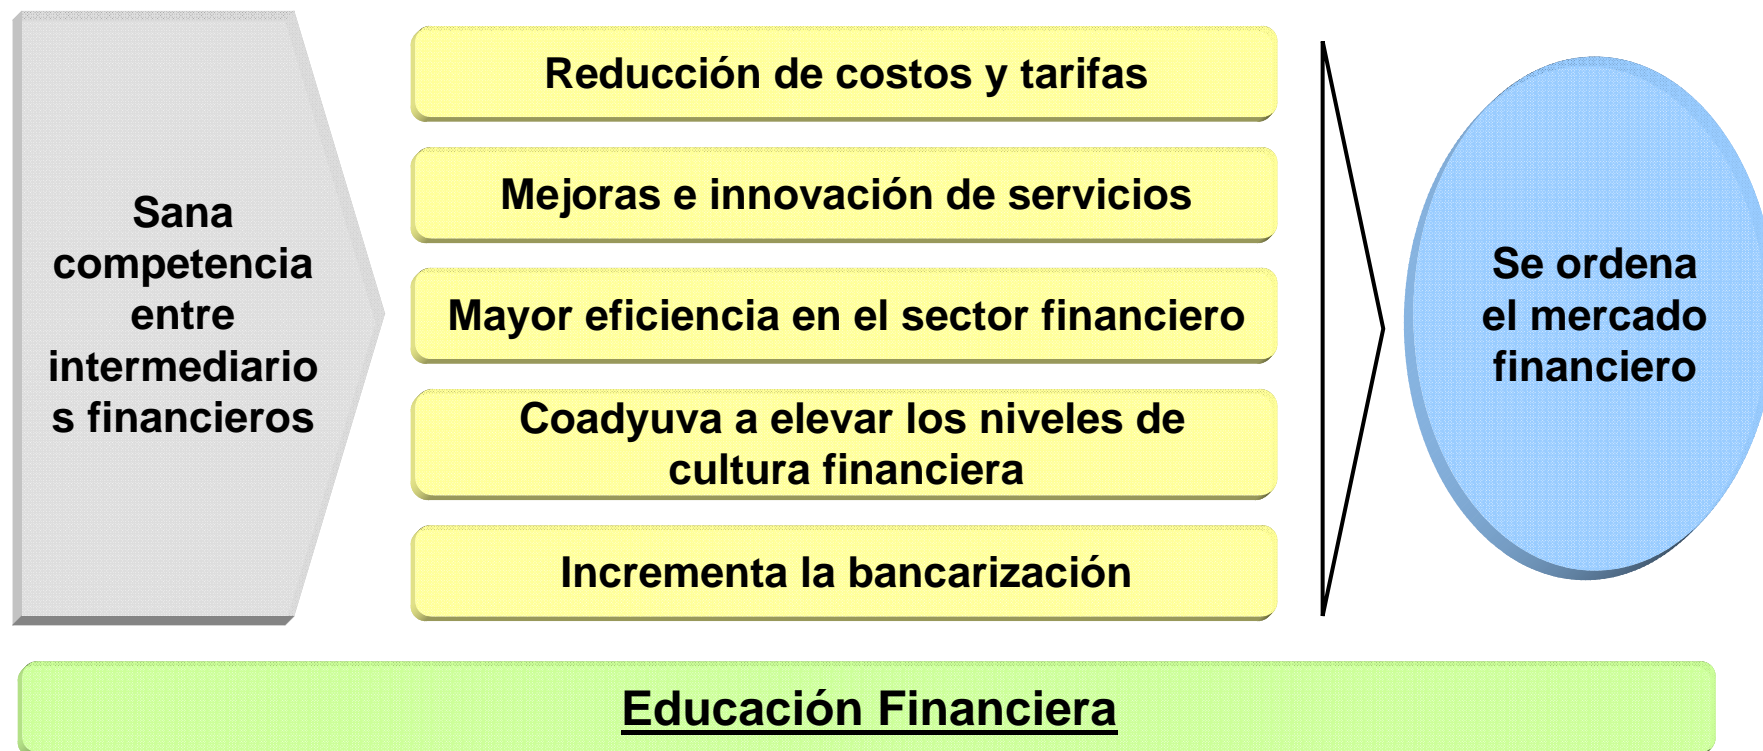 Sana
competencia
entre
intermediario
s financieros
Reducción de costos y tarifas
Mejoras e innovación de servicios
Mayor eficiencia en el sector financiero
Coadyuva a elevar los niveles de
cultura financiera
Incrementa la bancarización
Se ordena
el mercado
financiero
Educación Financiera